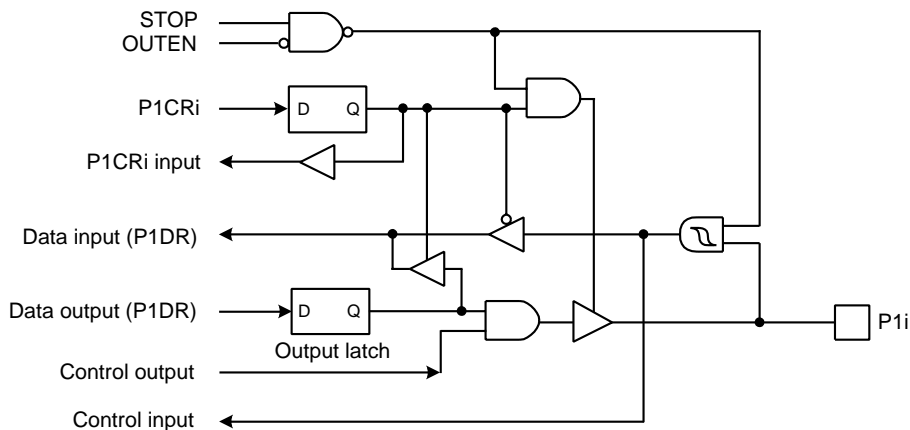 STOP
OUTEN
P1CRi
D Q
P1CRi input
Data input (P1DR)
Data output (P1DR)
D Q
P1i
Output latch
Control output
Control input